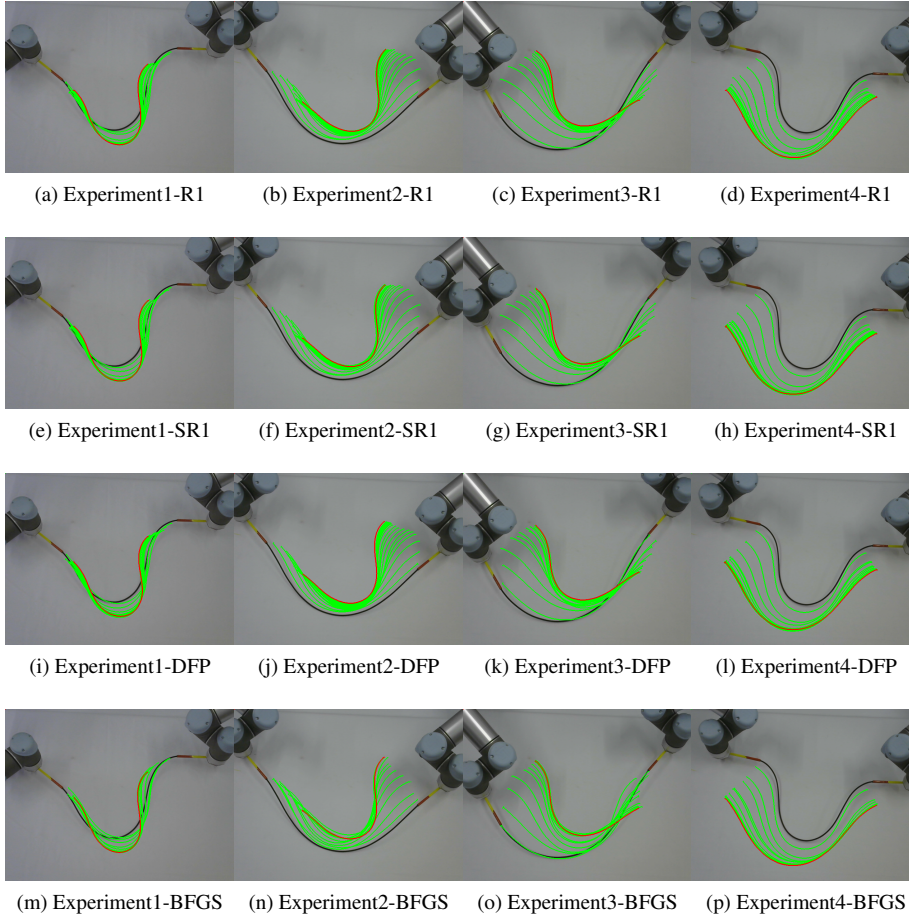 (a) Experiment1-R1
(b) Experiment2-R1
(c) Experiment3-R1
(d) Experiment4-R1
(e) Experiment1-SR1
(f) Experiment2-SR1
(g) Experiment3-SR1
(h) Experiment4-SR1
(i) Experiment1-DFP
(j) Experiment2-DFP
(k) Experiment3-DFP
(l) Experiment4-DFP
(m) Experiment1-BFGS
(n) Experiment2-BFGS
(o) Experiment3-BFGS
(p) Experiment4-BFGS